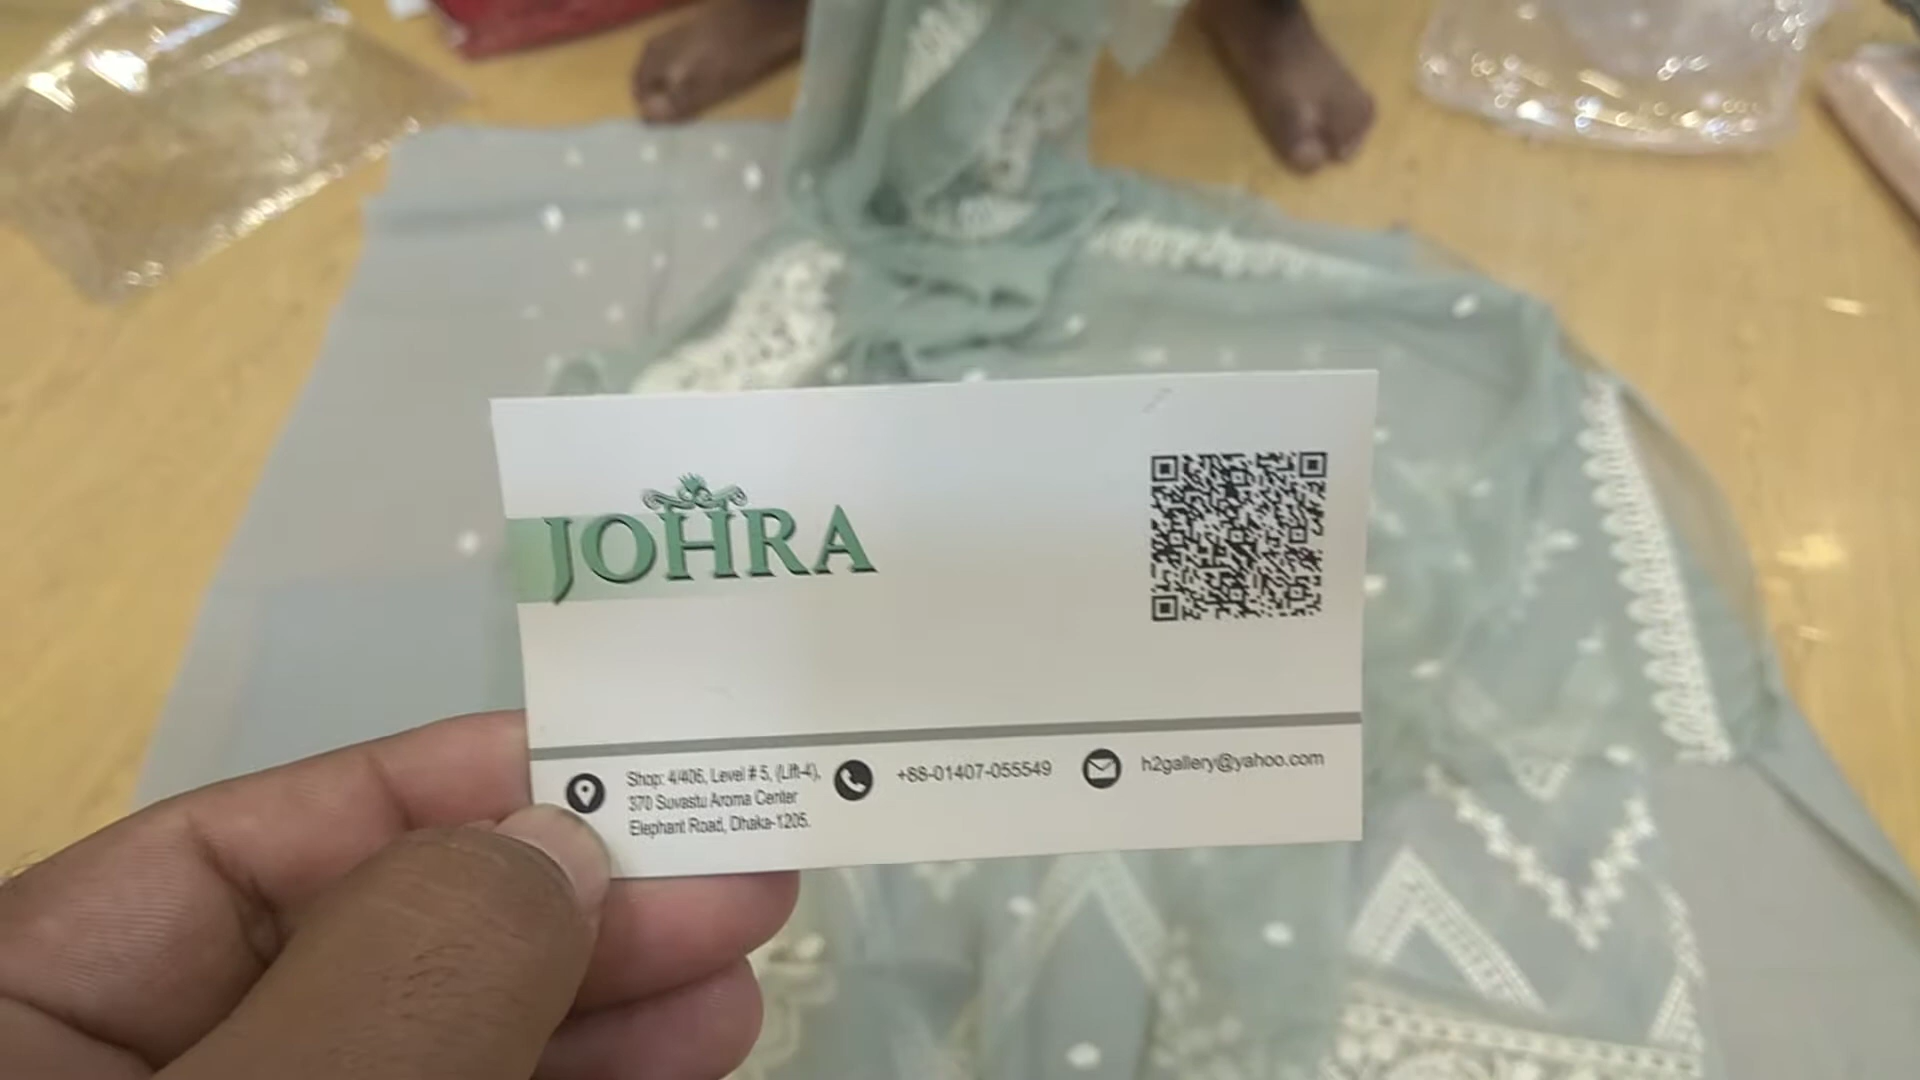 JOHRA
Shop: 4/406, Level # 5, (Lift-4),
370 Suvastu Aroma Center
Elephant Road, Dhaka-1205.
+88-01407-055549
h2gallery@yahoo.com